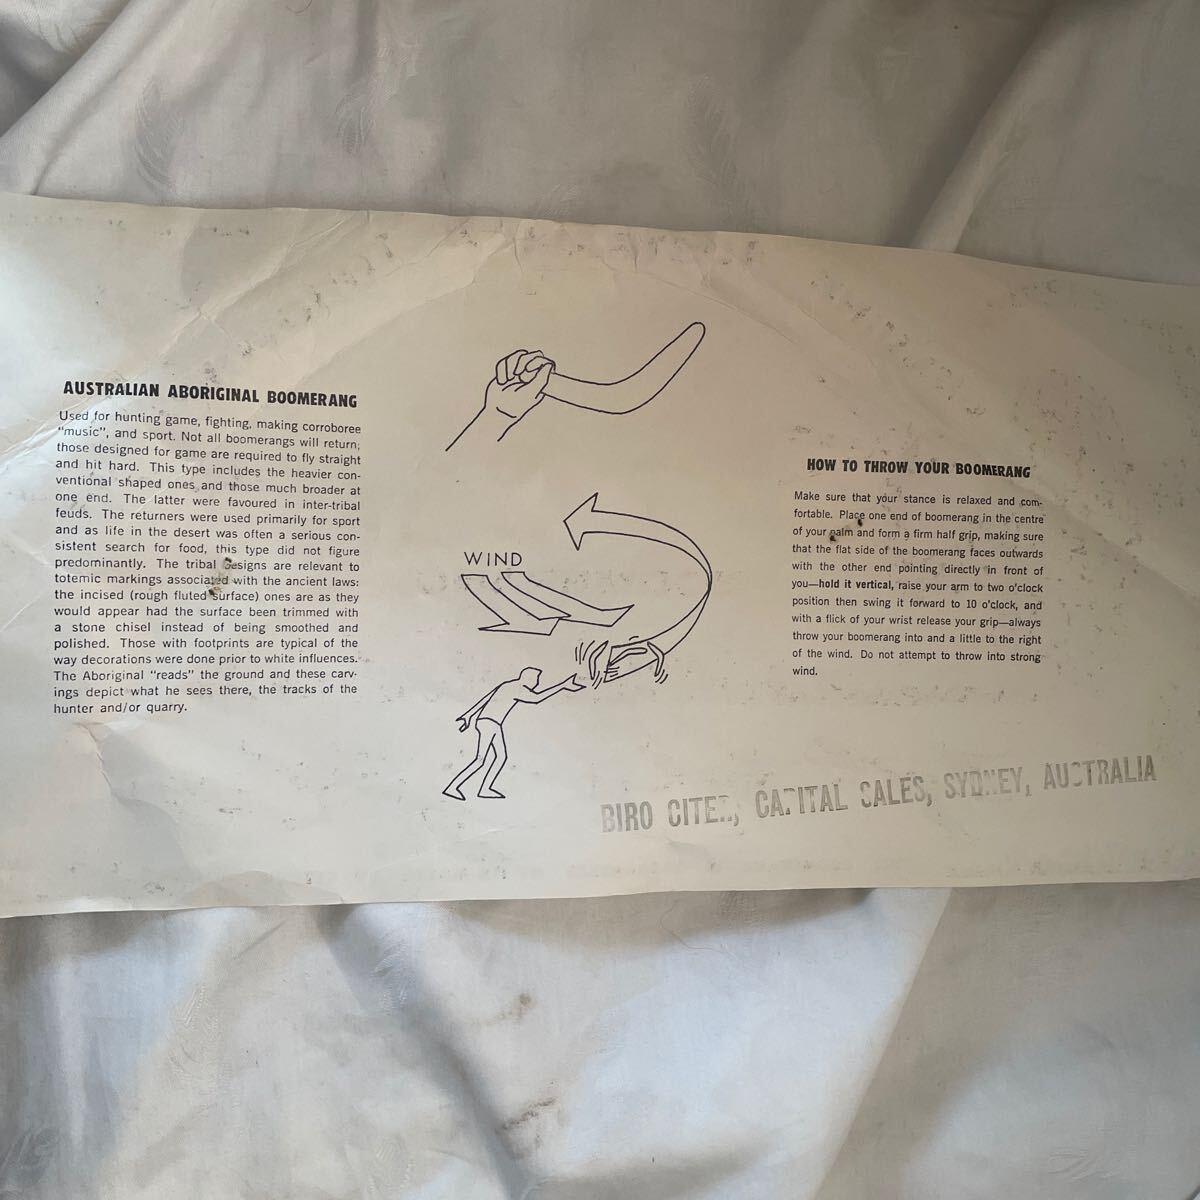 AUSTRALIAN ABORIGINAL BOOMERANG
Used for hunting game, fighting, making corroboree
"music", and sport. Not all boomerangs will return;
those designed for game are required to fly straight
and hit hard. This type includes the heavier con-
ventional shaped ones and those much broader at
one end. The latter were favoured in inter-tribal
feuds. The returners were used primarily for sport
and as life in the desert was often a serious con-
sistent search for food, this type did not figure
predominantly. The tribal designs are relevant to
totemic markings associated with the ancient laws:
the incised (rough fluted surface) ones are as they
would appear had the surface been trimmed with
a stone chisel instead of being smoothed and
polished. Those with footprints are typical of the
way decorations were done prior to white influences.
The Aboriginal "reads" the ground and these carv-
ings depict what he sees there, the tracks of the
hunter and/or quarry.
WIND
HOW TO THROW YOUR BOOMERANG
Make sure that your stance is relaxed and com-
fortable. Place one end of boomerang in the centre
of your palm and form a firm half grip, making sure
that the flat side of the boomerang faces outwards
with the other end pointing directly in front of
you—hold it vertical, raise your arm to two o'clock
position then swing it forward to 10 o'clock, and
with a flick of your wrist release your grip—always
throw your boomerang into and a little to the right
of the wind. Do not attempt to throw into strong
wind.
BIRO CAPITAL SALES, SYDNEY, AUSTRALIA